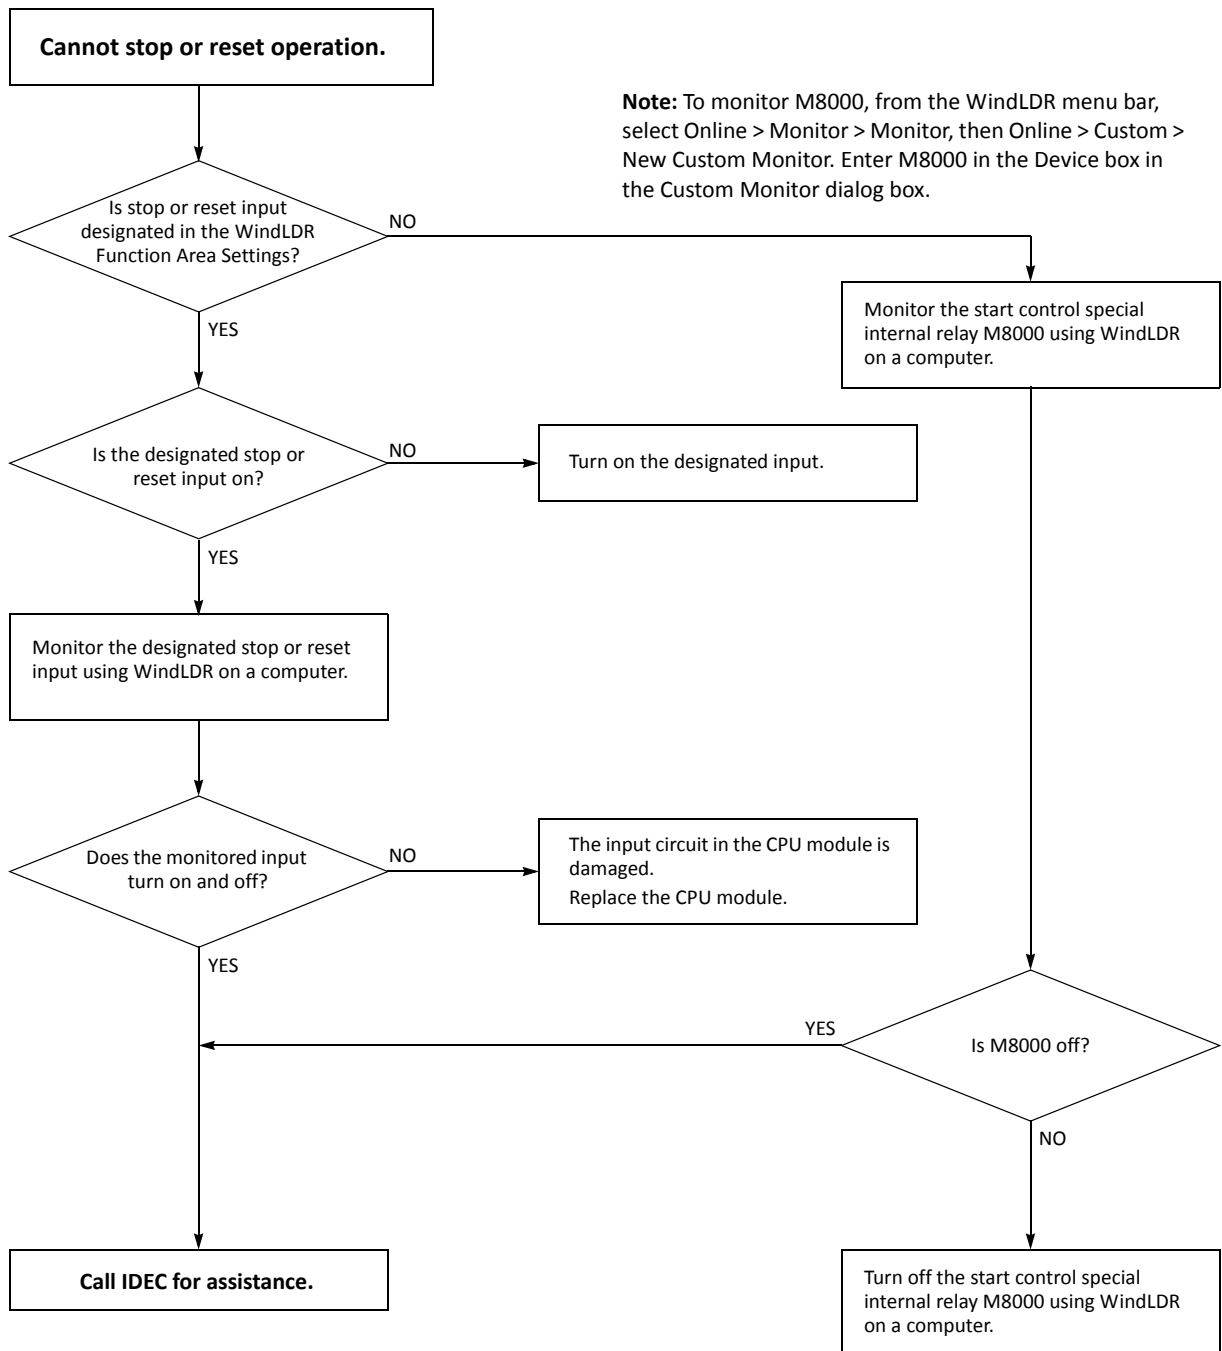 Cannot stop or reset operation.
Note: To monitor M8000, from the WindLDR menu bar,
select Online > Monitor > Monitor, then Online > Custom >
New Custom Monitor. Enter M8000 in the Device box in
the Custom Monitor dialog box.
Is stop or reset input
designated in the WindLDR
Function Area Settings?
NO
YES
Monitor the start control special
internal relay M8000 using WindLDR
on a computer.
Is the designated stop or
reset input on?
NO
Turn on the designated input.
YES
Monitor the designated stop or reset
input using WindLDR on a computer.
Does the monitored input
turn on and off?
NO
The input circuit in the CPU module is
damaged.
Replace the CPU module.
YES
YES
Is M8000 off?
NO
Call IDEC for assistance.
Turn off the start control special
internal relay M8000 using WindLDR
on a computer.